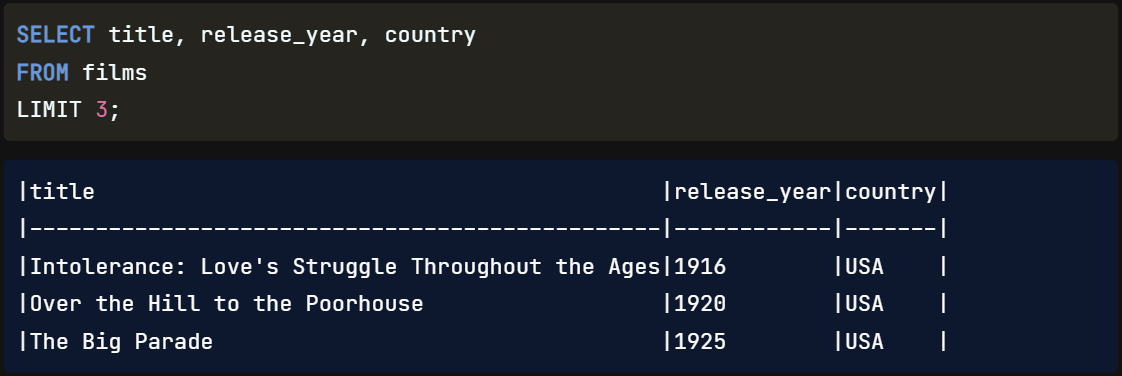 SELECT title, release_year, country
FROM films
LIMIT 3;
|title                                           |release_year|country|
|------------------------------------------------|------------|-------|
|Intolerance: Love's Struggle Throughout the Ages|1916        |USA    |
|Over the Hill to the Poorhouse                  |1920        |USA    |
|The Big Parade                                  |1925        |USA    |